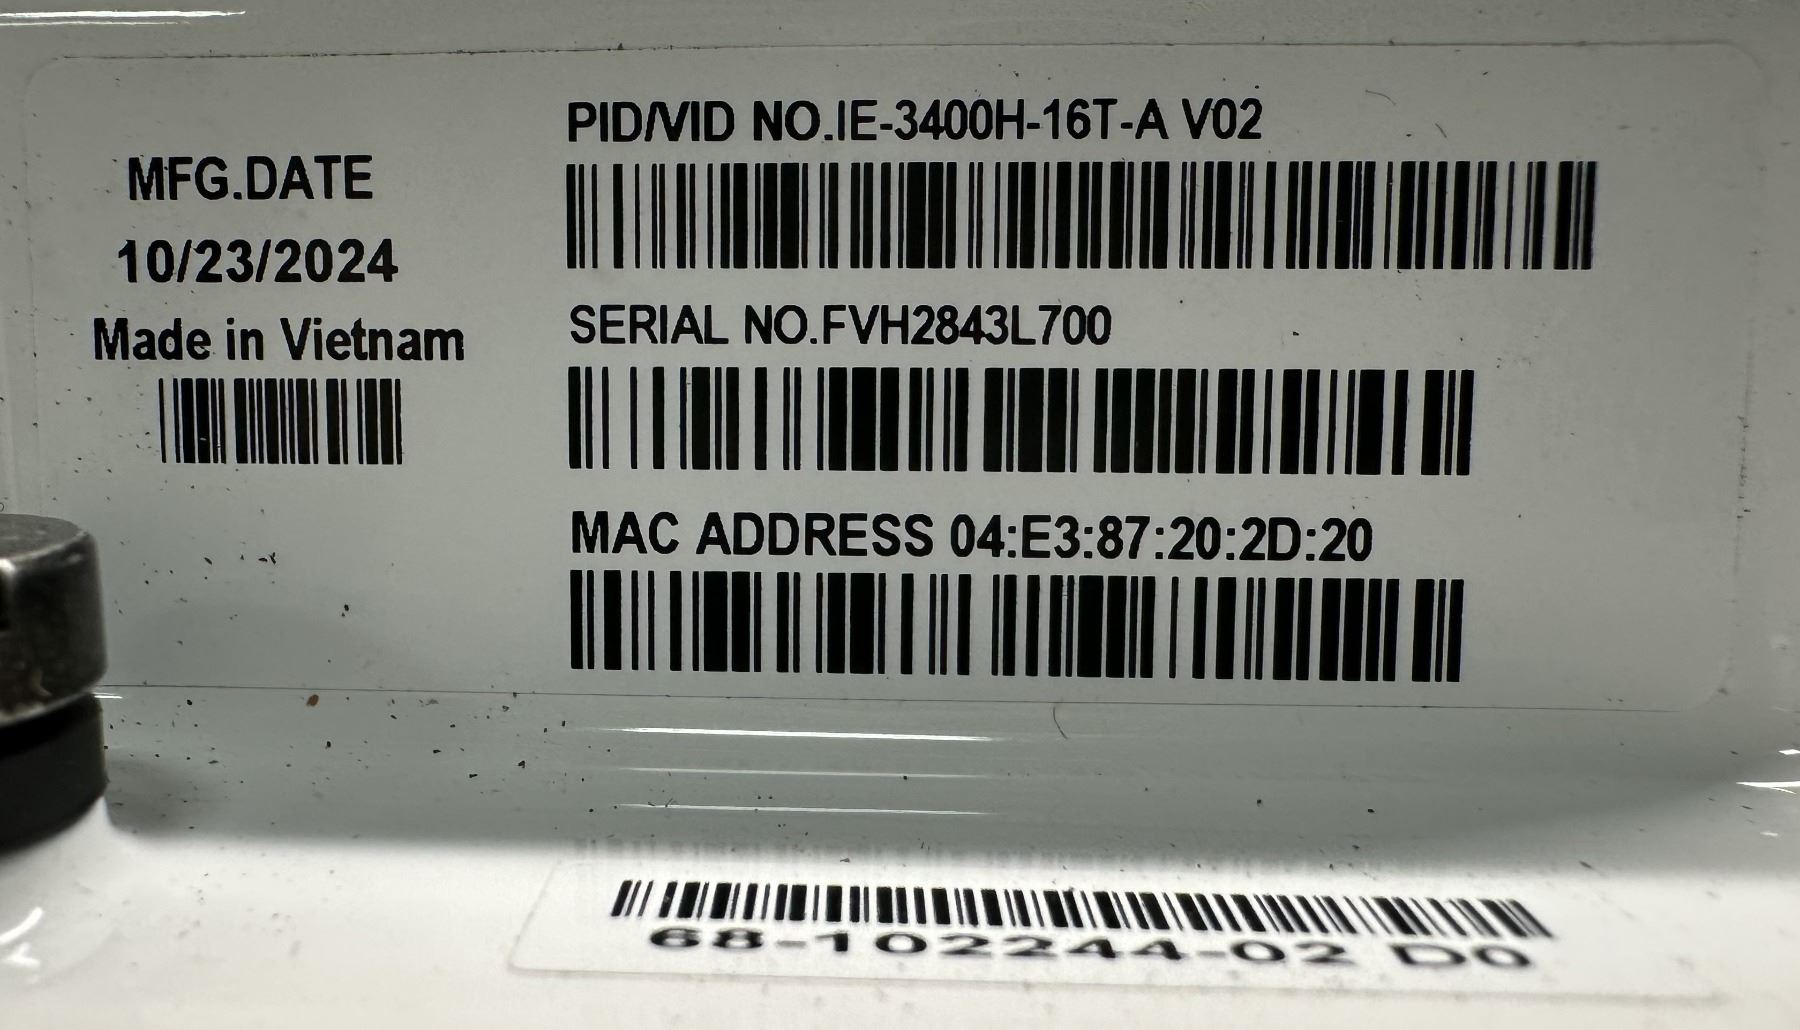 PID/VID NO.IE-3400H-16T-A V02
MFG.DATE
10/23/2024
Made in Vietnam
SERIAL NO.FVH2843L700
MAC ADDRESS 04:E3:87:20:2D:20
68-102244-02 D0